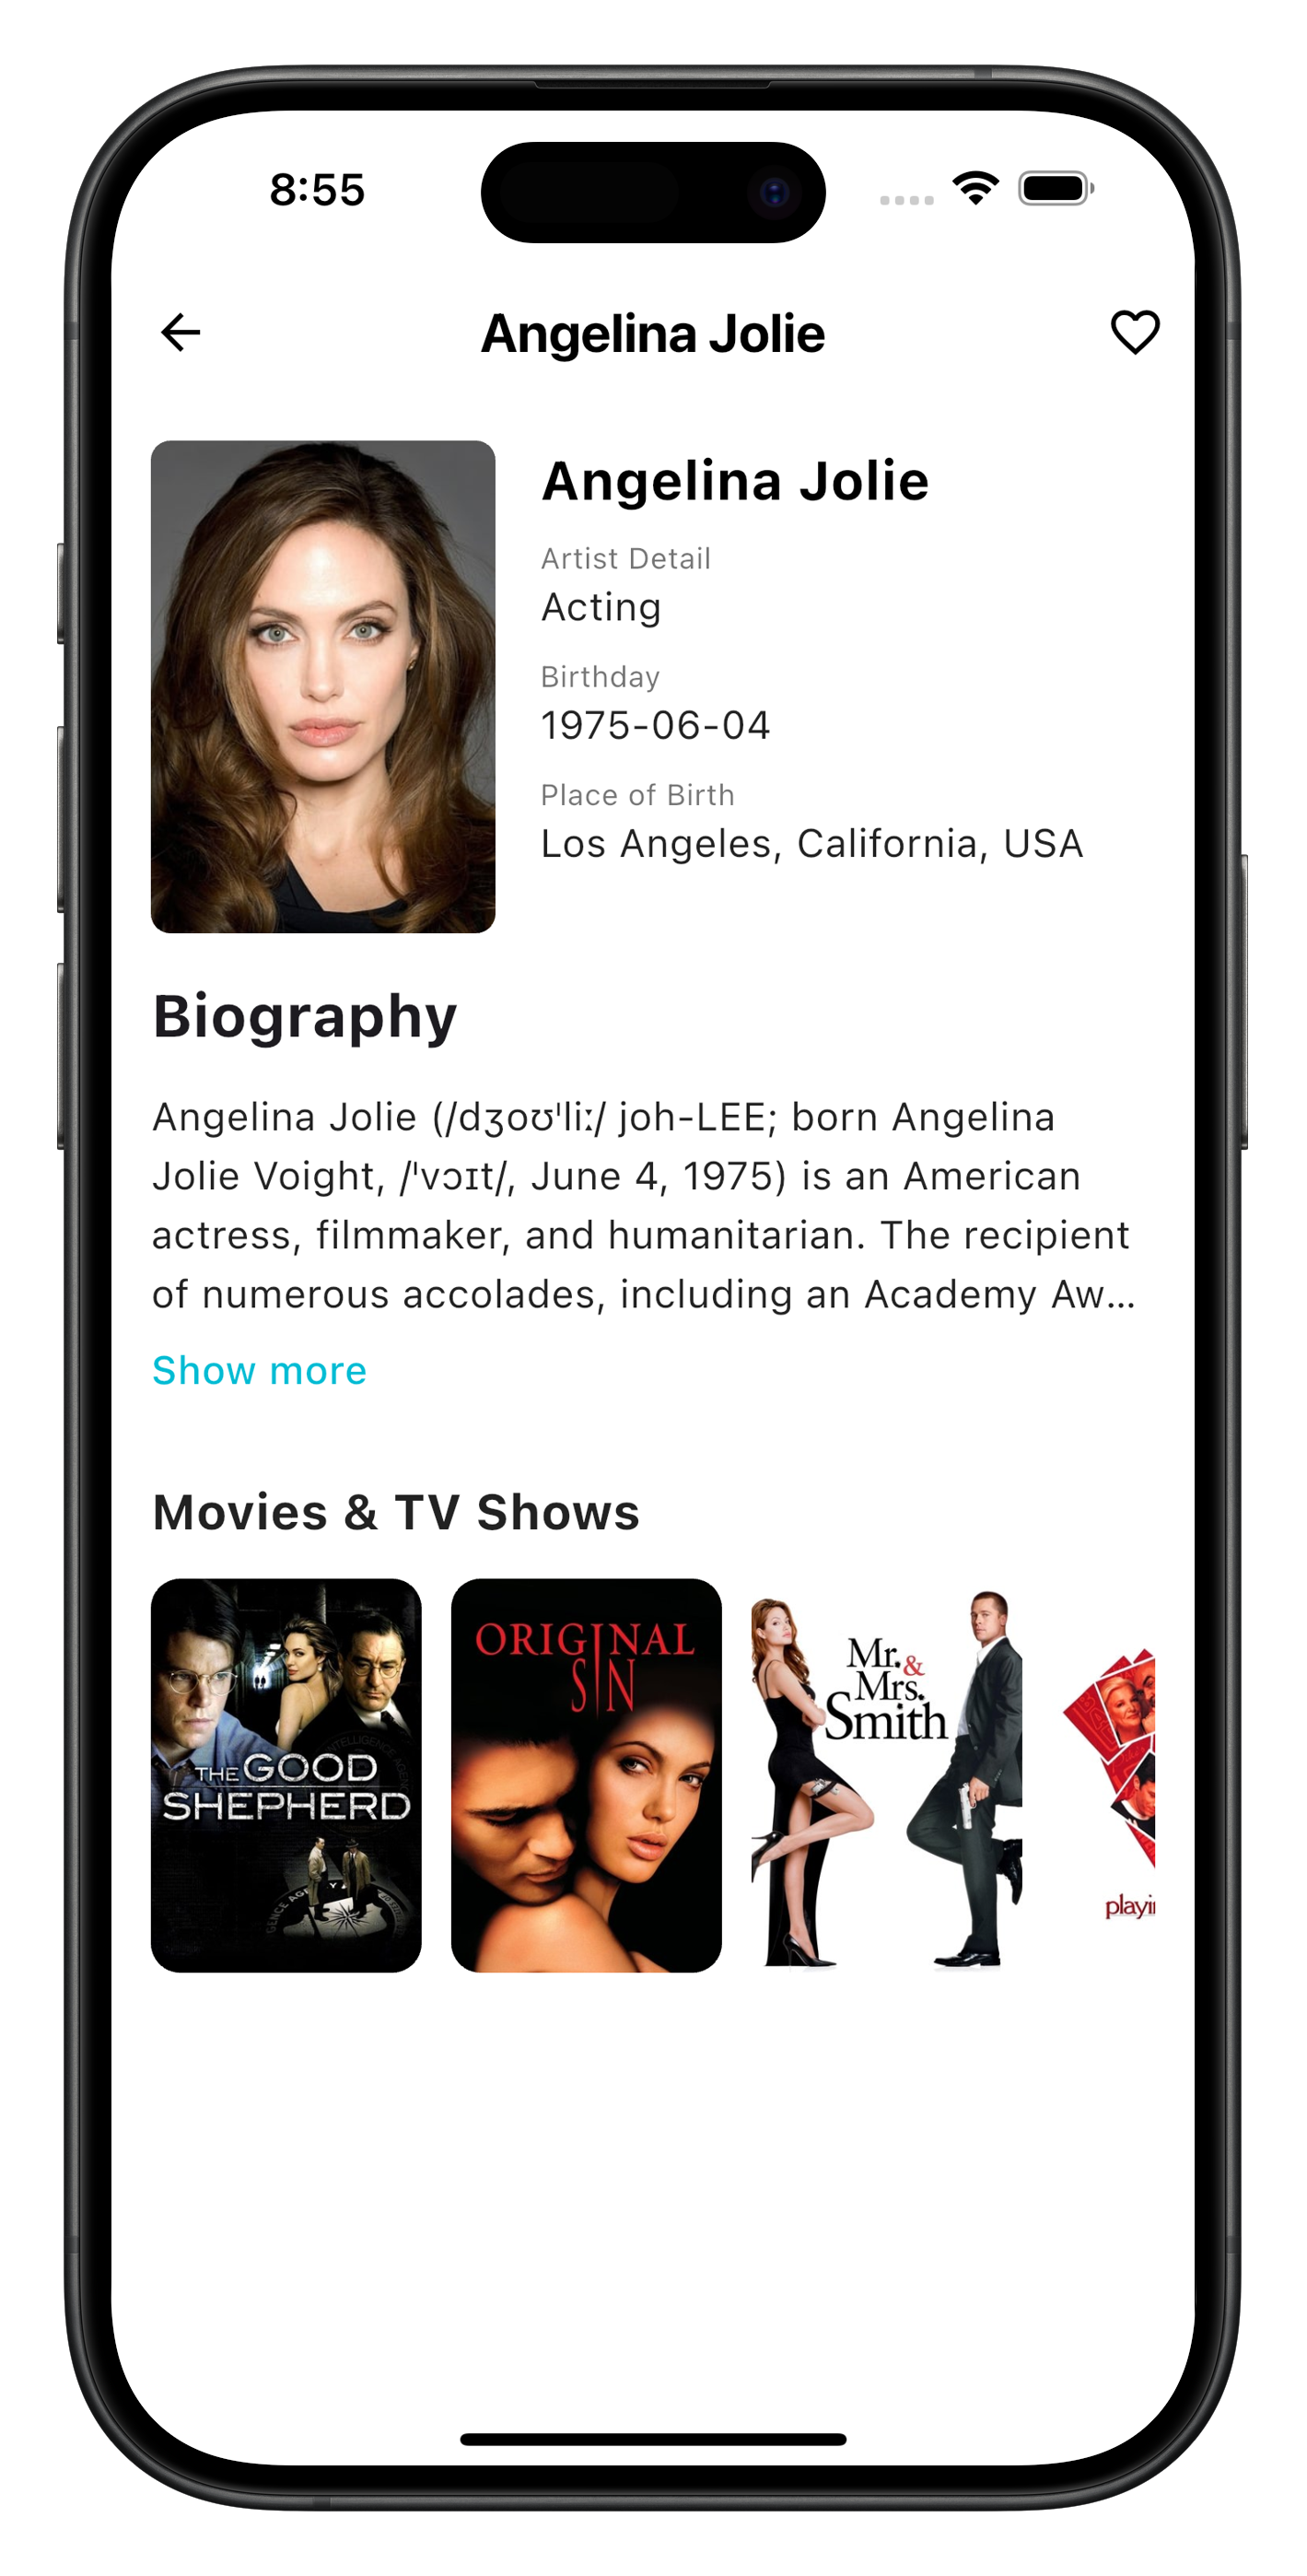 8:55
Angelina Jolie
Angelina Jolie
Artist Detail
Acting
Birthday
1975-06-04
Place of Birth
Los Angeles, California, USA
Biography
Angelina Jolie (/dʒoʊˈliː/ joh-LEE; born Angelina
Jolie Voight, /ˈvɔɪt/, June 4, 1975) is an American
actress, filmmaker, and humanitarian. The recipient
of numerous accolades, including an Academy Aw...
Show more
Movies & TV Shows
THE GOOD
SHEPHERD
ORIGINAL
SIN
Mr. &
Mrs.
Smith